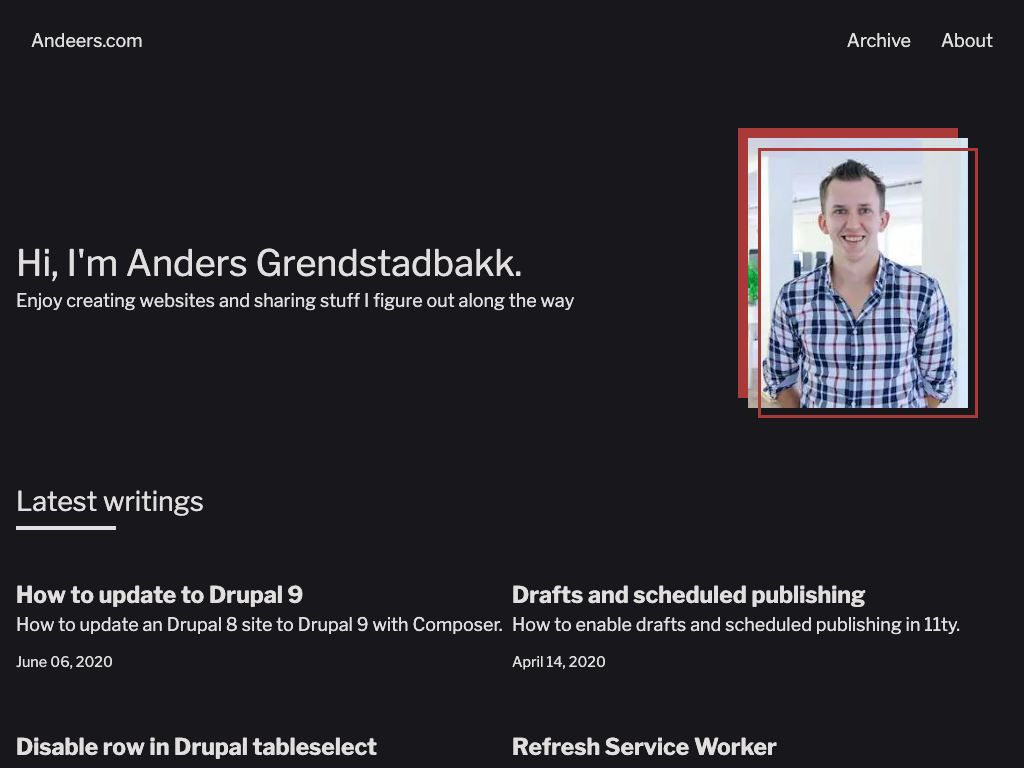 Andeers.com
Archive
About
Hi, I'm Anders Grendstadbakk.
Enjoy creating websites and sharing stuff I figure out along the way
Latest writings
How to update to Drupal 9
How to update an Drupal 8 site to Drupal 9 with Composer.
June 06, 2020
Drafts and scheduled publishing
How to enable drafts and scheduled publishing in 11ty.
April 14, 2020
Disable row in Drupal tableselect
Refresh Service Worker